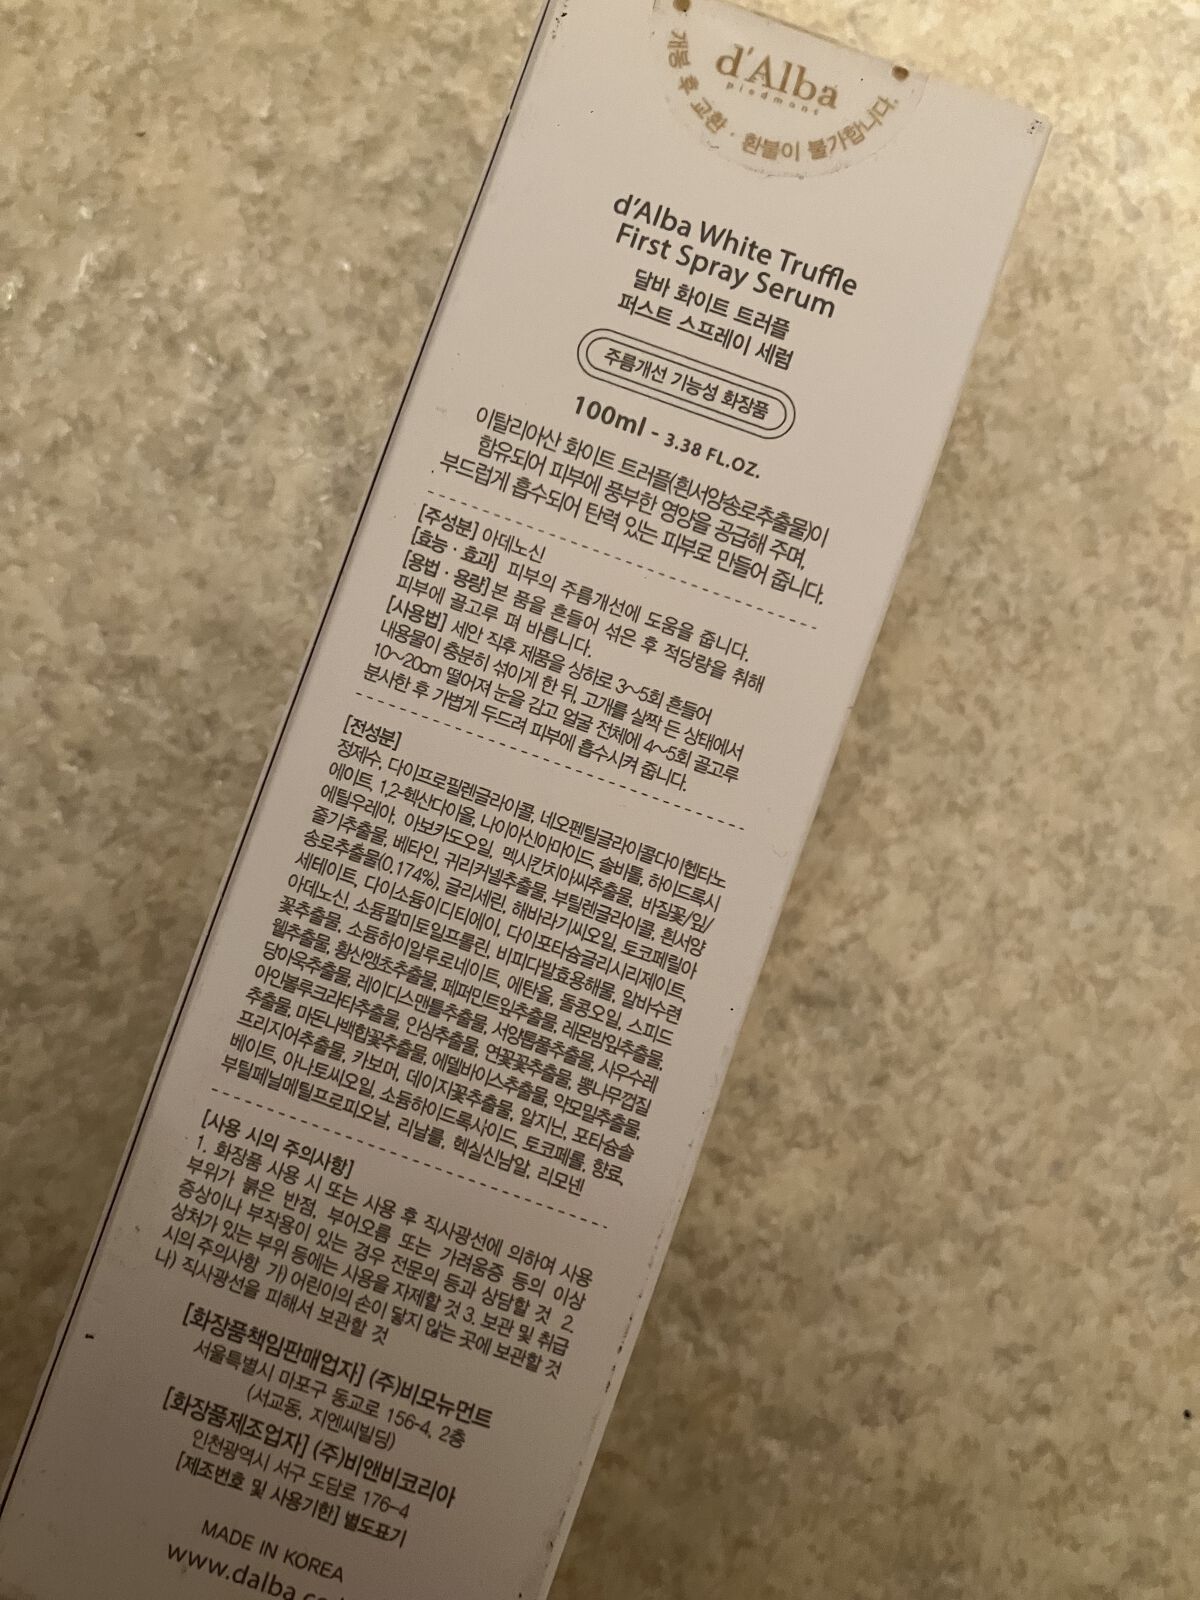 d'Alba
Piedmont
개봉 후 교환 · 환불이 불가합니다.
d'Alba White Truffle
First Spray Serum
달바 화이트 트러플
퍼스트 스프레이 세럼
주름개선 기능성 화장품
100ml - 3.38 FL.OZ.
이탈리아산 화이트 트러플(흰서양송로추출물)이
함유되어 피부에 풍부한 영양을 공급해 주며,
부드럽게 흡수되어 탄력 있는 피부로 만들어 줍니다.
[주성분] 아데노신
[효능 · 효과] 피부의 주름개선에 도움을 줍니다.
[용법 · 용량] 본 품을 흔들어 섞은 후 적당량을 취해
피부에 골고루 펴 바릅니다.
[사용법] 세안 직후 제품을 상하로 3~5회 흔들어
내용물이 충분히 섞이게 한 뒤, 고개를 살짝 든 상태에서
10~20cm 떨어져 눈을 감고 얼굴 전체에 4~5회 골고루
분사한 후 가볍게 두드려 피부에 흡수시켜 줍니다.
[전성분]
정제수, 다이프로필렌글라이콜, 네오펜틸글라이콜다이헵타노
에이트, 1,2-헥산다이올, 나이아신아마이드, 솔바톨, 하이드록시
에틸우레아, 아보카도오일, 멕시칸치아씨추출물, 바질꽃/잎/
줄기추출물, 베타인, 귀리커넬추출물, 부틸렌글라이콜, 흰서양
송로추출물(0.174%), 글리세린, 해바라기씨오일, 토코페릴아
세테이트, 다이소듐이디티에이, 다이포타슘글리시리제이트,
아데노신, 소듐팔미토일프롤린, 비피다발효용해물, 알바수련
꽃추출물, 소듐하이알루로네이트, 에탄올, 돌콩오일, 스피드
웰추출물, 황산앵초추출물, 페퍼민트잎추출물, 레몬밤잎추출물,
당아욱추출물, 레이디스맨틀추출물, 서양톱풀추출물, 사우수레
아인볼루크라타추출물, 인삼추출물, 연꽃꽃추출물, 뽕나무껍질
추출물, 마돈나백합꽃추출물, 에델바이스추출물, 약모밀추출물,
프리지어추출물, 카보머, 데이지꽃추출물, 알지닌, 포타슘솔
베이트, 아나토씨오일, 소듐하이드록사이드, 토코페롤, 향료,
부틸페닐메틸프로피오날, 리날룰, 헥실신남알, 리모넨
[사용 시의 주의사항]
1. 화장품 사용 시 또는 사용 후 직사광선에 의하여 사용
부위가 붉은 반점, 부어오름 또는 가려움증 등의 이상
증상이나 부작용이 있는 경우 전문의 등과 상담할 것 2.
상처가 있는 부위 등에는 사용을 자제할 것 3. 보관 및 취급
시의 주의사항 가) 어린이의 손이 닿지 않는 곳에 보관할 것
나) 직사광선을 피해서 보관할 것
[화장품책임판매업자] (주)비모뉴먼트
서울특별시 마포구 동교로 156-4, 2층
(서교동, 지엔씨빌딩)
[화장품제조업자] (주)비앤비코리아
인천광역시 서구 도담로 176-4
[제조번호 및 사용기한] 별도표기
MADE IN KOREA
www.dalba.co